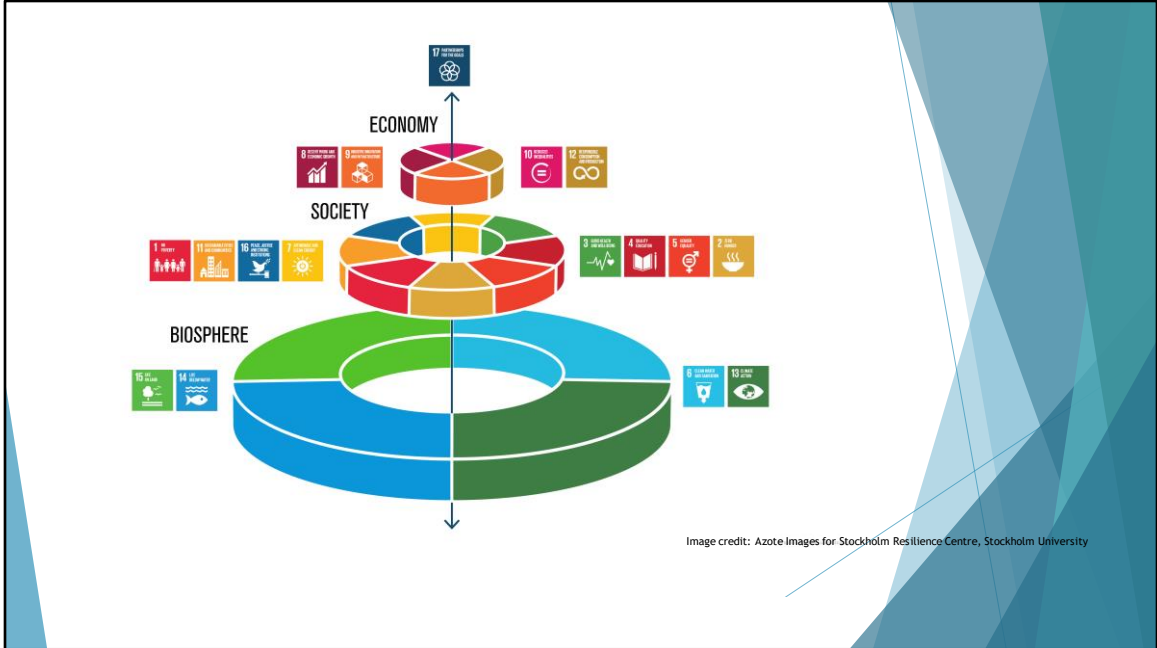 17 PARTNERSHIPS
FOR THE GOALS
ECONOMY
8 DECENT WORK AND
ECONOMIC GROWTH
9 INDUSTRY, INNOVATION
AND INFRASTRUCTURE
10 REDUCED
INEQUALITIES
12 RESPONSIBLE
CONSUMPTION
AND PRODUCTION
SOCIETY
1 NO
POVERTY
11 SUSTAINABLE CITIES
AND COMMUNITIES
16 PEACE, JUSTICE
AND STRONG
INSTITUTIONS
7 AFFORDABLE AND
CLEAN ENERGY
3 GOOD HEALTH
AND WELL-BEING
4 QUALITY
EDUCATION
5 GENDER
EQUALITY
2 ZERO
HUNGER
BIOSPHERE
15 LIFE
ON LAND
14 LIFE
BELOW WATER
6 CLEAN WATER
AND SANITATION
13 CLIMATE
ACTION
Image credit: Azote Images for Stockholm Resilience Centre, Stockholm University